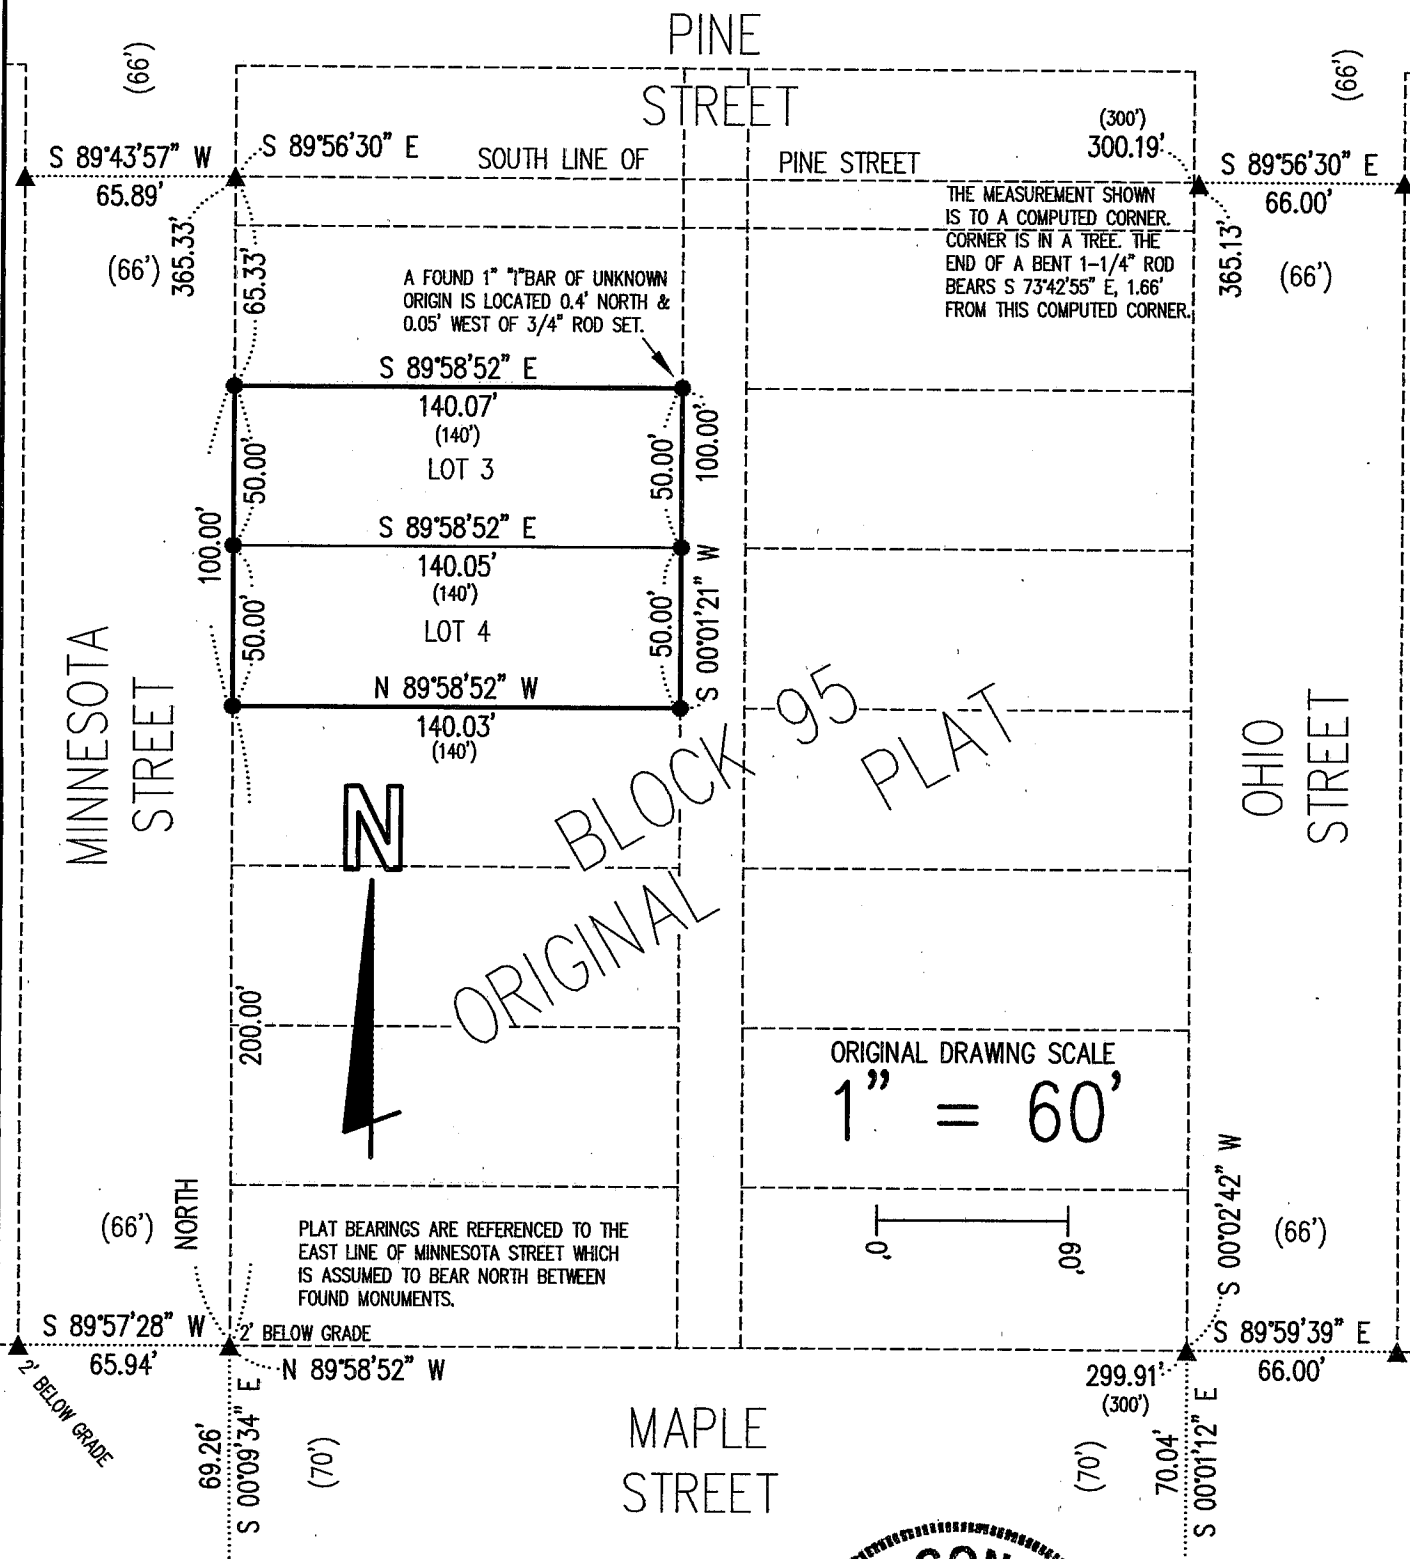 PINE
STREET
(66')
(66')
S 89°43'57" W
65.89'
S 89°56'30" E
SOUTH LINE OF PINE STREET
(300')
300.19'
S 89°56'30" E
66.00'
(66')
365.33'
65.33'
THE MEASUREMENT SHOWN
IS TO A COMPUTED CORNER.
CORNER IS IN A TREE. THE
END OF A BENT 1-1/4" ROD
BEARS S 73°42'55" E, 1.66'
FROM THIS COMPUTED CORNER.
365.13'
(66')
A FOUND 1" "I"BAR OF UNKNOWN
ORIGIN IS LOCATED 0.4' NORTH &
0.05' WEST OF 3/4" ROD SET.
S 89°58'52" E
140.07'
(140')
LOT 3
50.00'
50.00'
100.00'
100.00'
S 89°58'52" E
140.05'
(140')
LOT 4
50.00'
50.00'
S 00°01'21" W
N 89°58'52" W
140.03'
(140')
MINNESOTA
STREET
OHIO
STREET
BLOCK 95
ORIGINAL PLAT
N
200.00'
ORIGINAL DRAWING SCALE
1" = 60'
0'
60'
(66')
NORTH
PLAT BEARINGS ARE REFERENCED TO THE
EAST LINE OF MINNESOTA STREET WHICH
IS ASSUMED TO BEAR NORTH BETWEEN
FOUND MONUMENTS.
S 00°02'42" W
(66')
S 89°57'28" W
65.94'
2' BELOW GRADE
2' BELOW GRADE
N 89°58'52" W
299.91'
(300')
S 89°59'39" E
66.00'
69.26'
S 00°09'34" E
(70')
MAPLE
STREET
(70')
70.04'
S 00°01'12" E